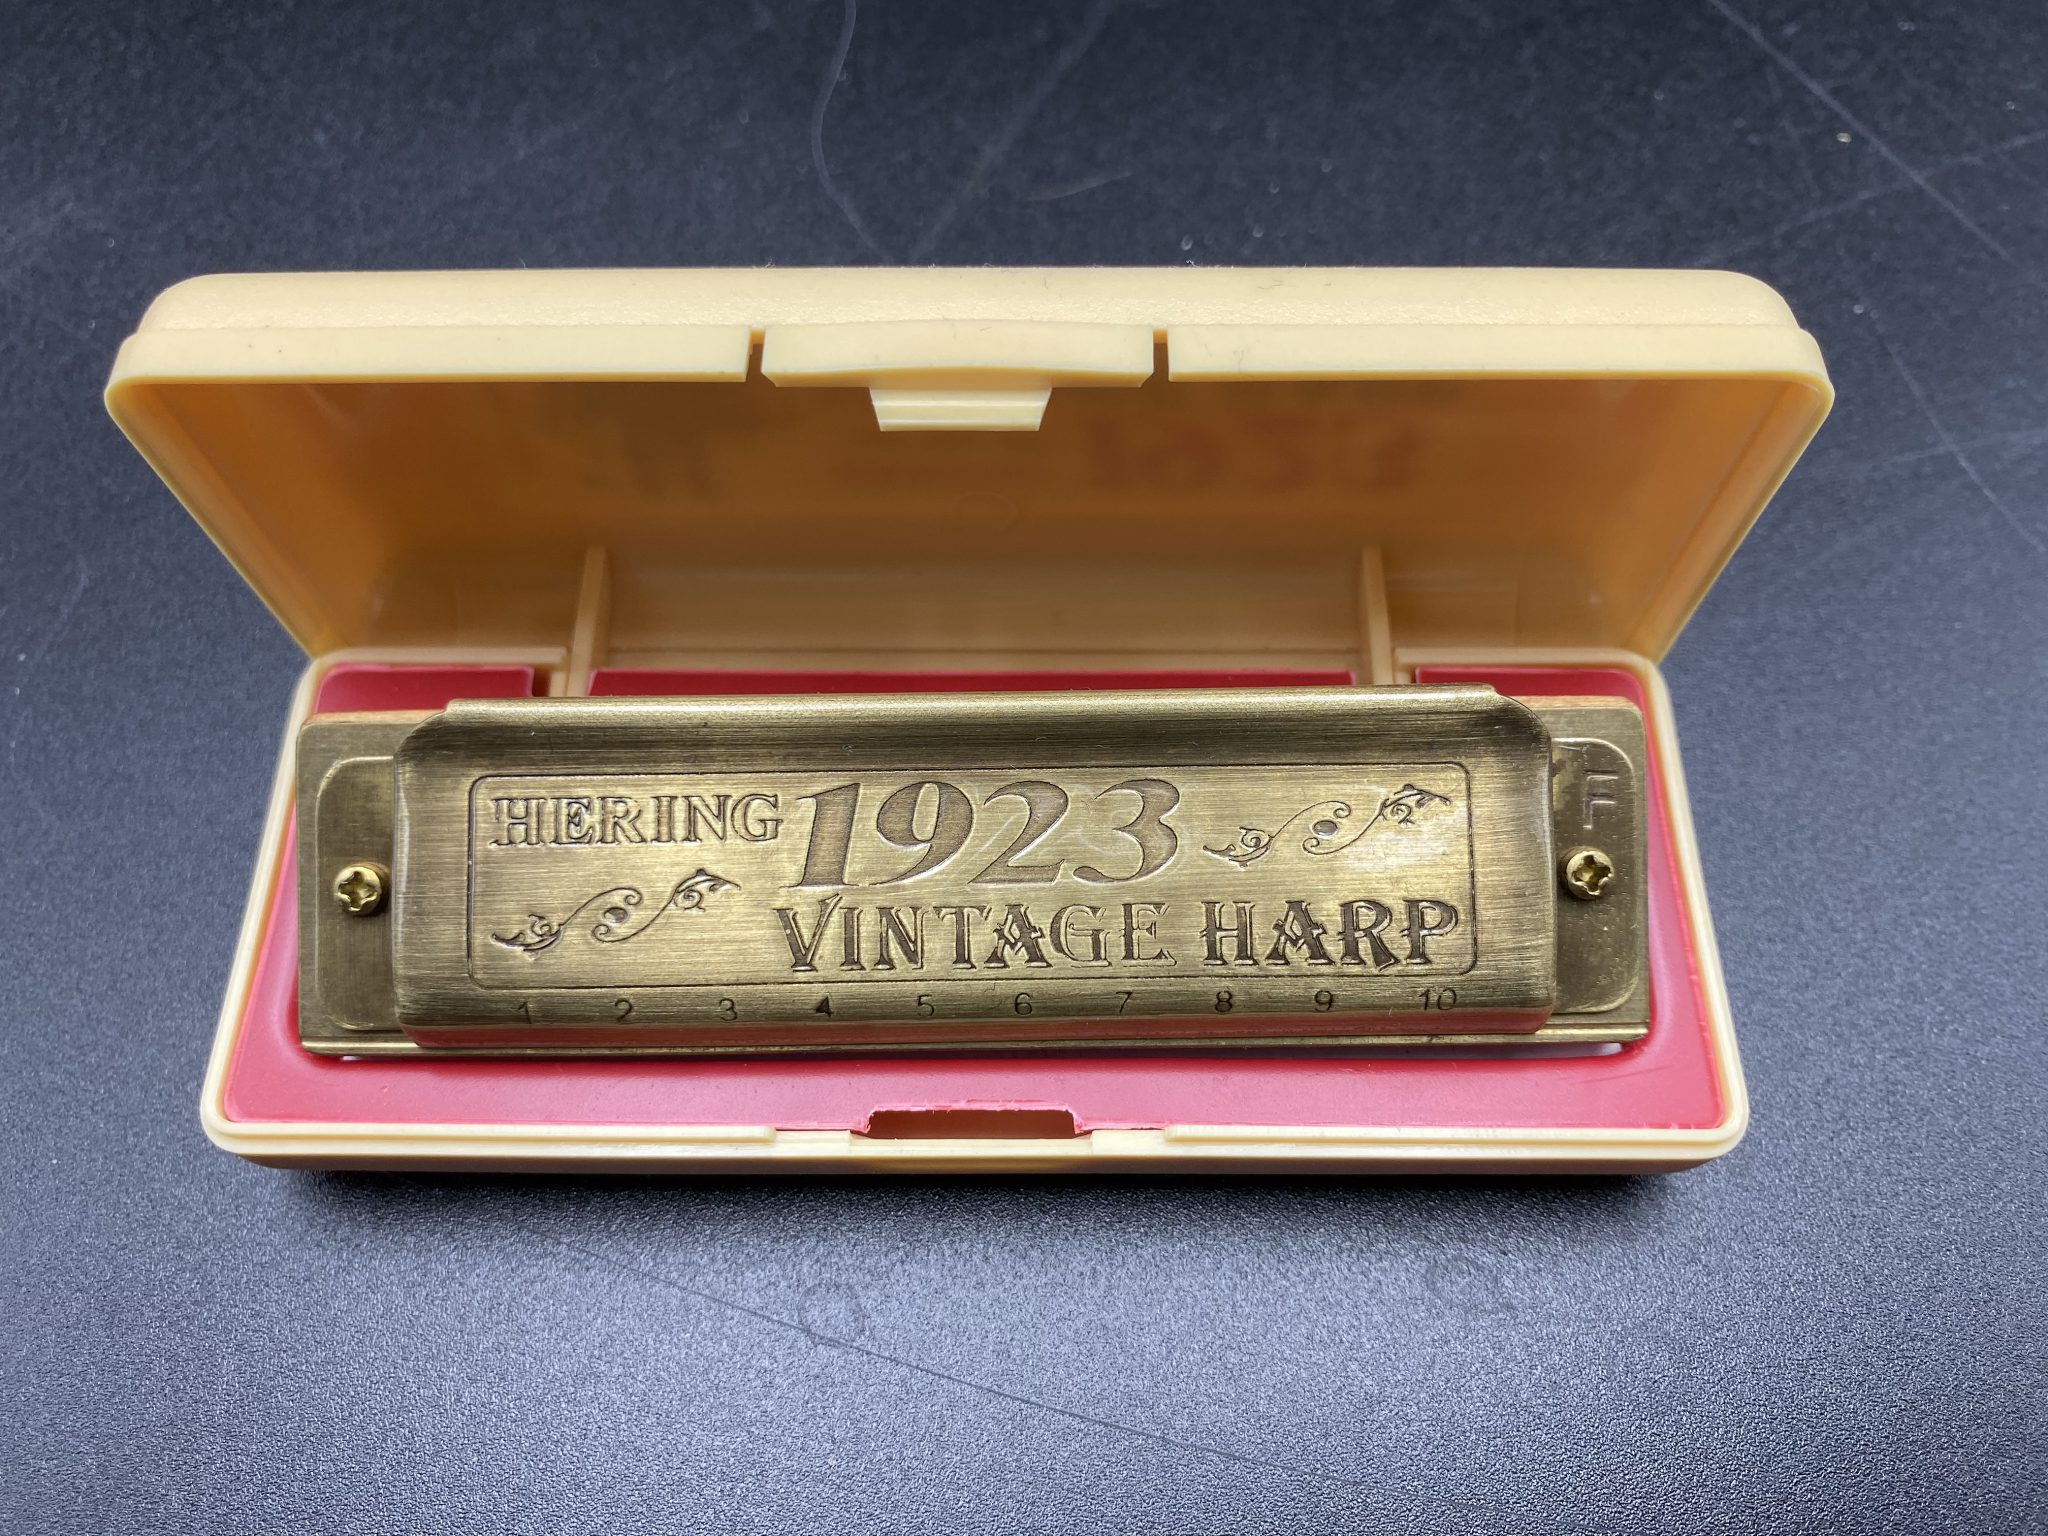 HERING 1923
VINTAGE HARP
F
1 2 3 4 5 6 7 8 9 10